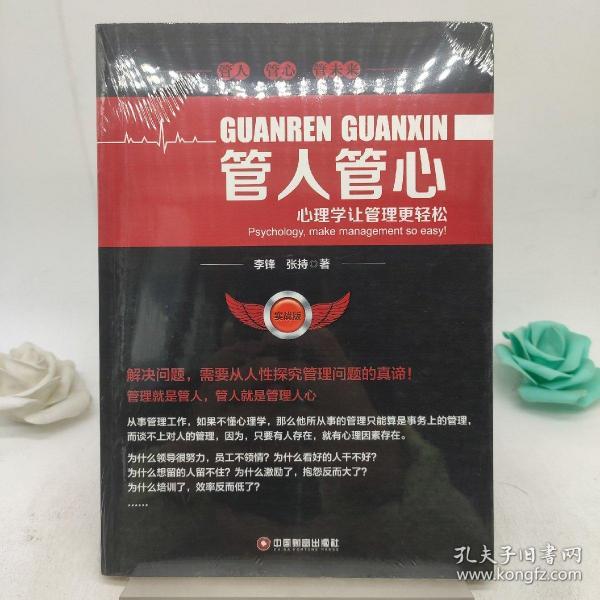 管人 管心 管未来
GUANREN GUANXIN
管人管心
心理学让管理更轻松
Psychology, make management so easy!
李锋 张持◎著
实战版
解决问题,需要从人性探究管理问题的真谛!
管理就是管人,管人就是管理人心
从事管理工作,如果不懂心理学,那么他所从事的管理只能算是事务上的管理,
而谈不上对人的管理,因为,只要有人存在,就有心理因素存在。
为什么领导很努力,员工不领情?为什么看好的人干不好?
为什么想留的人留不住?为什么激励了,抱怨反而大了?
为什么培训了,效率反而低了?
……
中国财富出版社
CHINA FORTUNE PRESS
孔夫子旧书网
www.kongfz.com